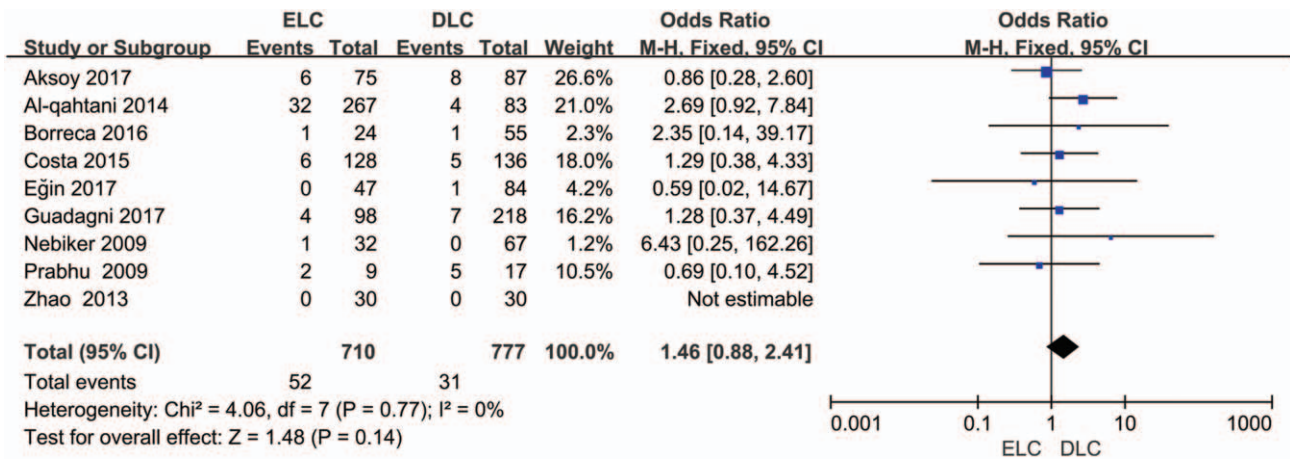 ELC DLC Odds Ratio Odds Ratio
Study or Subgroup Events Total Events Total Weight M-H, Fixed, 95% CI M-H, Fixed, 95% CI
Aksoy 2017 6 75 8 87 26.6% 0.86 [0.28, 2.60]
Al-qahtani 2014 32 267 4 83 21.0% 2.69 [0.92, 7.84]
Borreca 2016 1 24 1 55 2.3% 2.35 [0.14, 39.17]
Costa 2015 6 128 5 136 18.0% 1.29 [0.38, 4.33]
Eğin 2017 0 47 1 84 4.2% 0.59 [0.02, 14.67]
Guadagni 2017 4 98 7 218 16.2% 1.28 [0.37, 4.49]
Nebiker 2009 1 32 0 67 1.2% 6.43 [0.25, 162.26]
Prabhu 2009 2 9 5 17 10.5% 0.69 [0.10, 4.52]
Zhao 2013 0 30 0 30 Not estimable
Total (95% CI) 710 777 100.0% 1.46 [0.88, 2.41]
Total events 52 31
Heterogeneity: Chi² = 4.06, df = 7 (P = 0.77); I² = 0%
Test for overall effect: Z = 1.48 (P = 0.14)
0.001 0.1 1 10 1000
ELC DLC